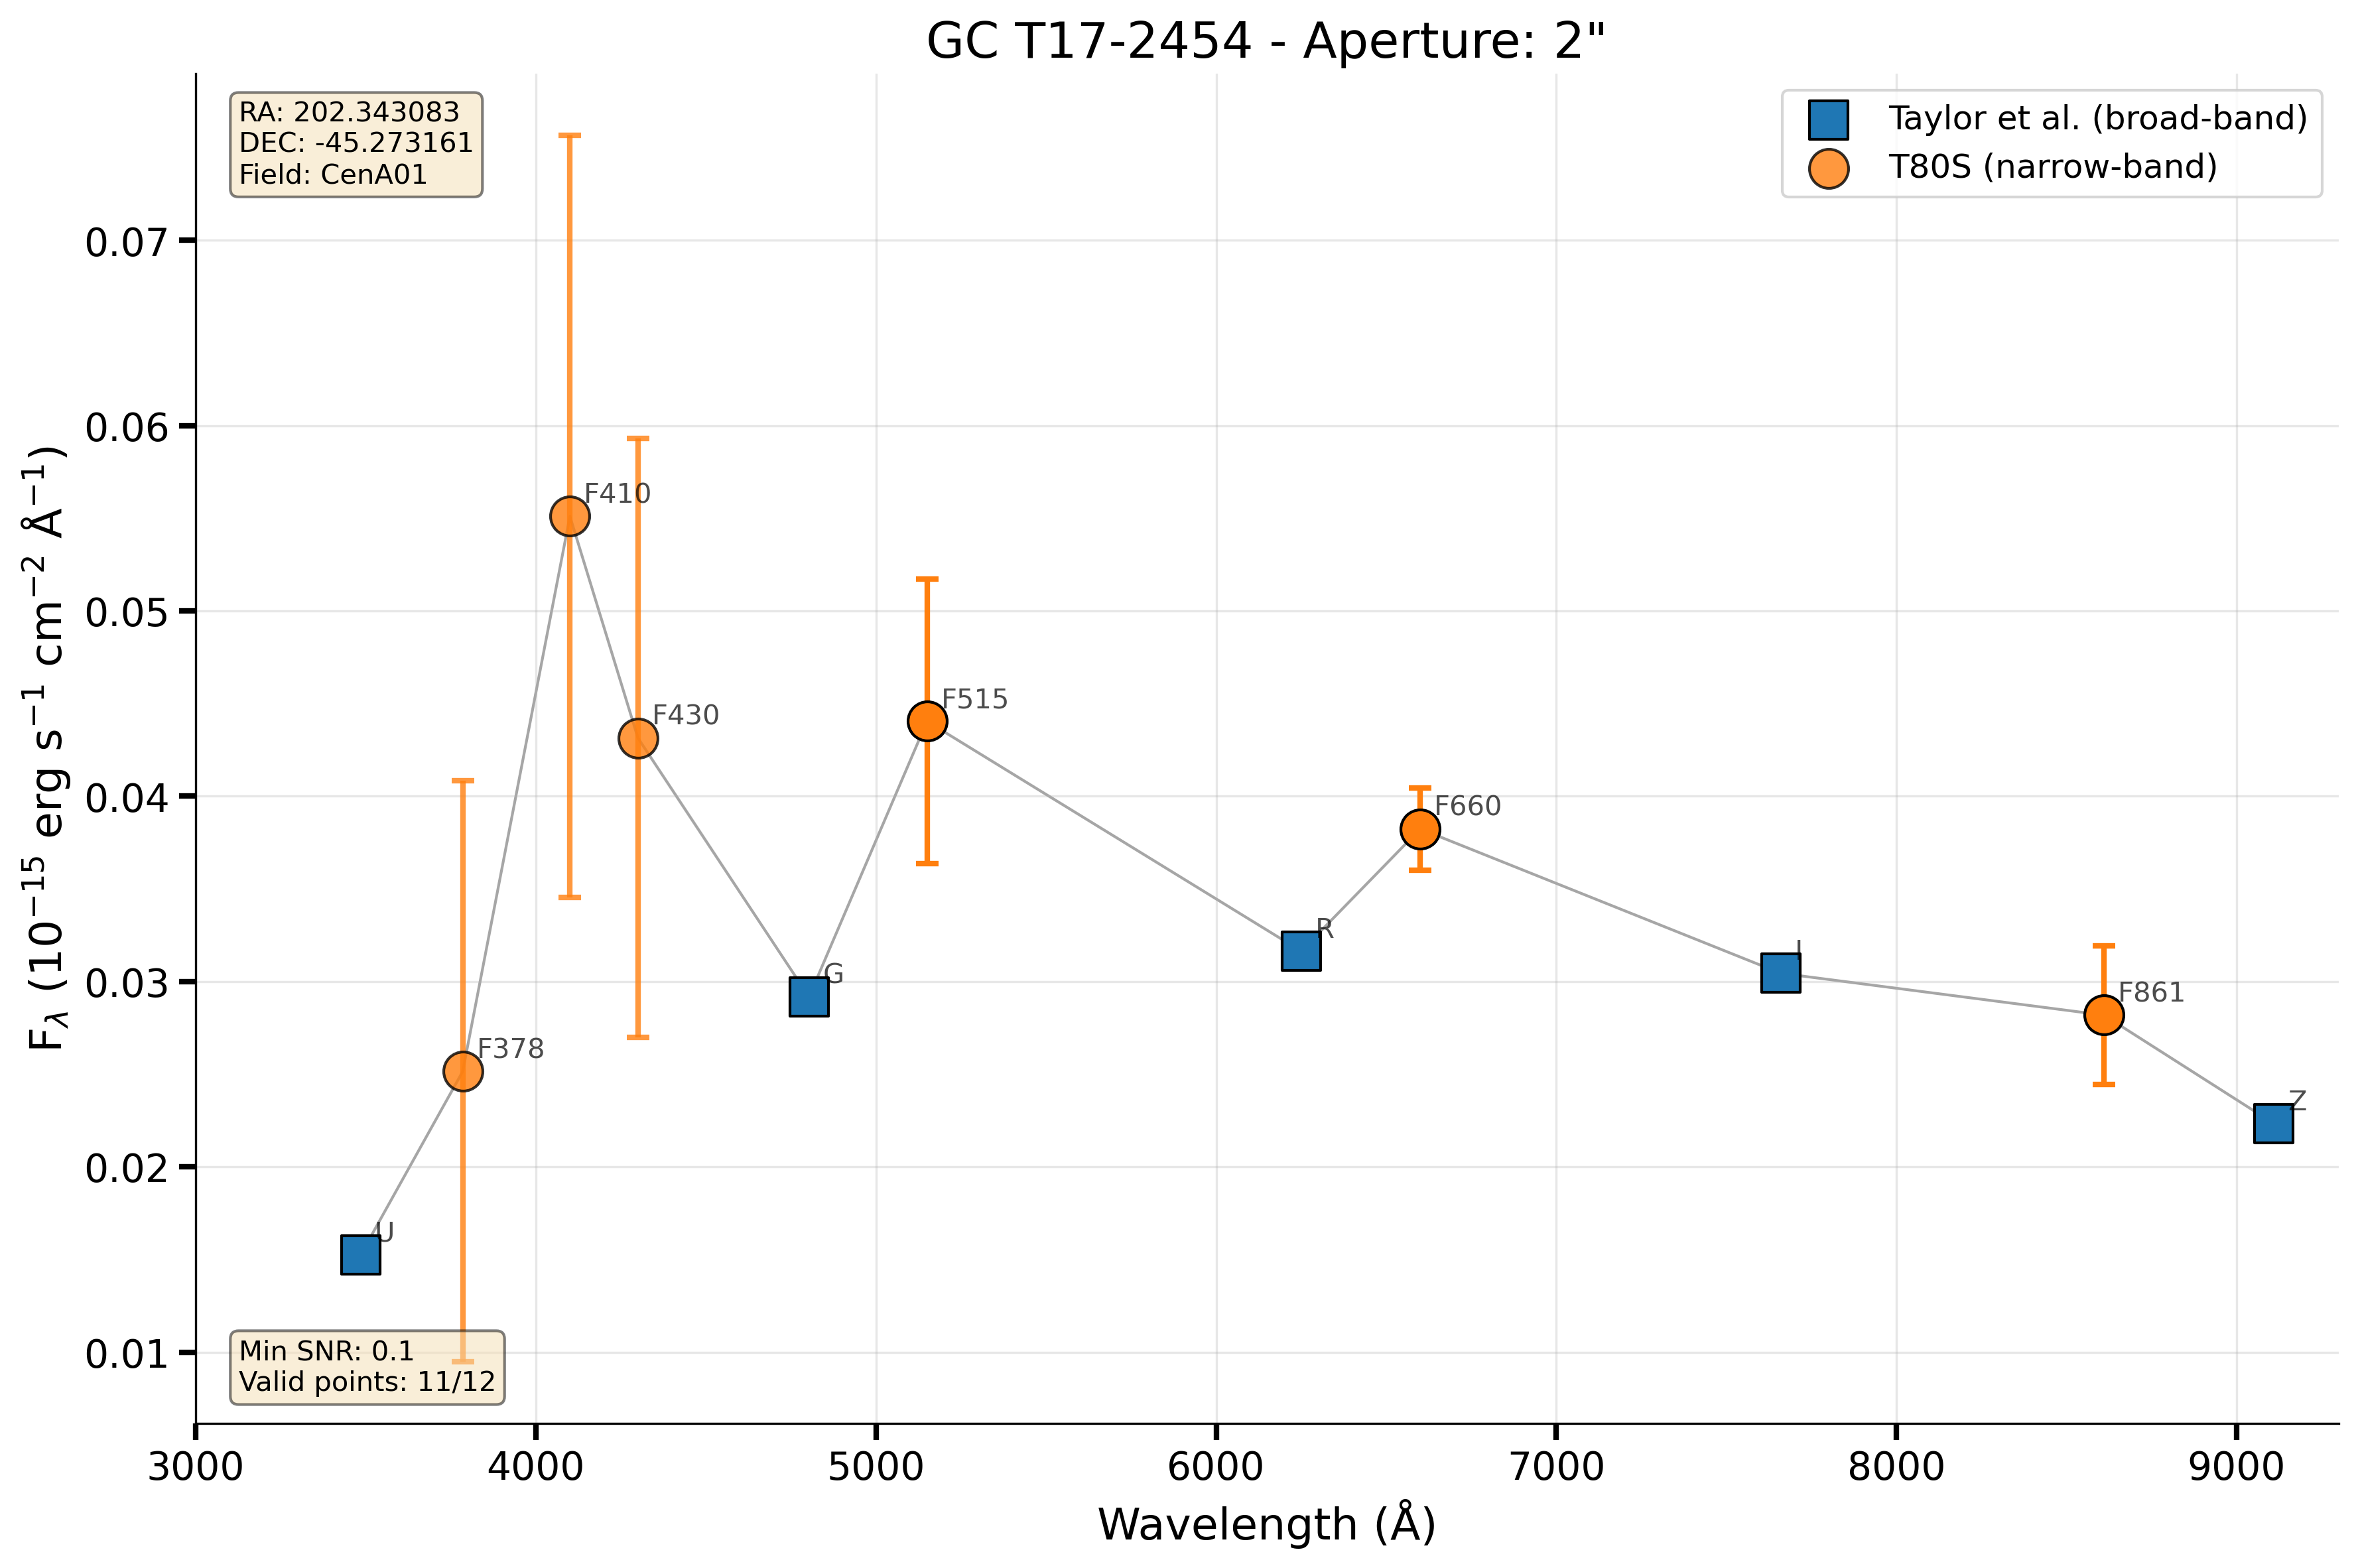 GC T17-2454 - Aperture: 2"
RA: 202.343083
DEC: -45.273161
Field: CenA01
Taylor et al. (broad-band)
T80S (narrow-band)
F$_{λ}$ (10$^{−15}$ erg s$^{−1}$ cm$^{−2}$ Å$^{−1}$)
0.07
0.06
0.05
0.04
0.03
0.02
0.01
U
F378
F410
F430
G
F515
R
F660
I
F861
Z
Min SNR: 0.1
Valid points: 11/12
3000
4000
5000
6000
7000
8000
9000
Wavelength (Å)